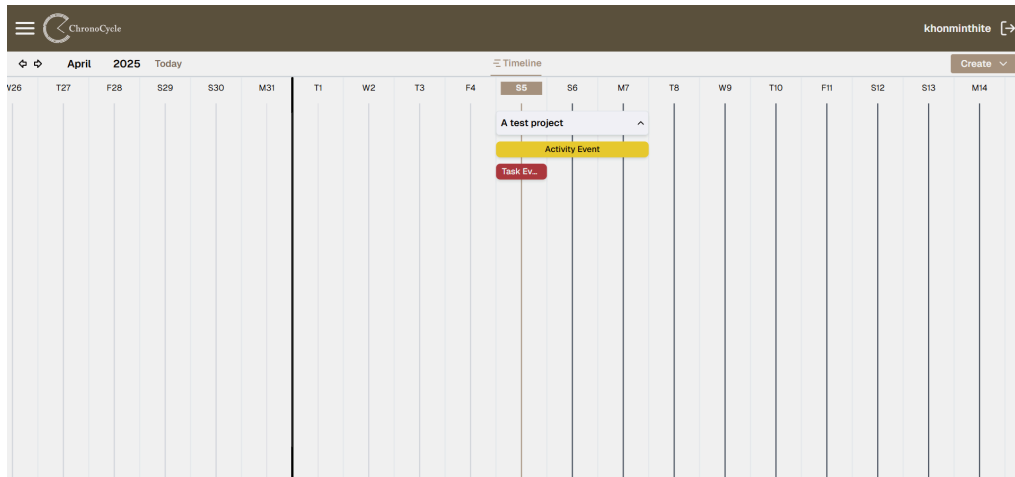 ChronoCycle
khonminthite
April 2025 Today
Timeline
Create
T27 F28 S29 S30 M31 T1 W2 T3 F4 S5 S6 M7 T8 W9 T10 F11 S12 S13 M14
A test project
Activity Event
Task Ev...